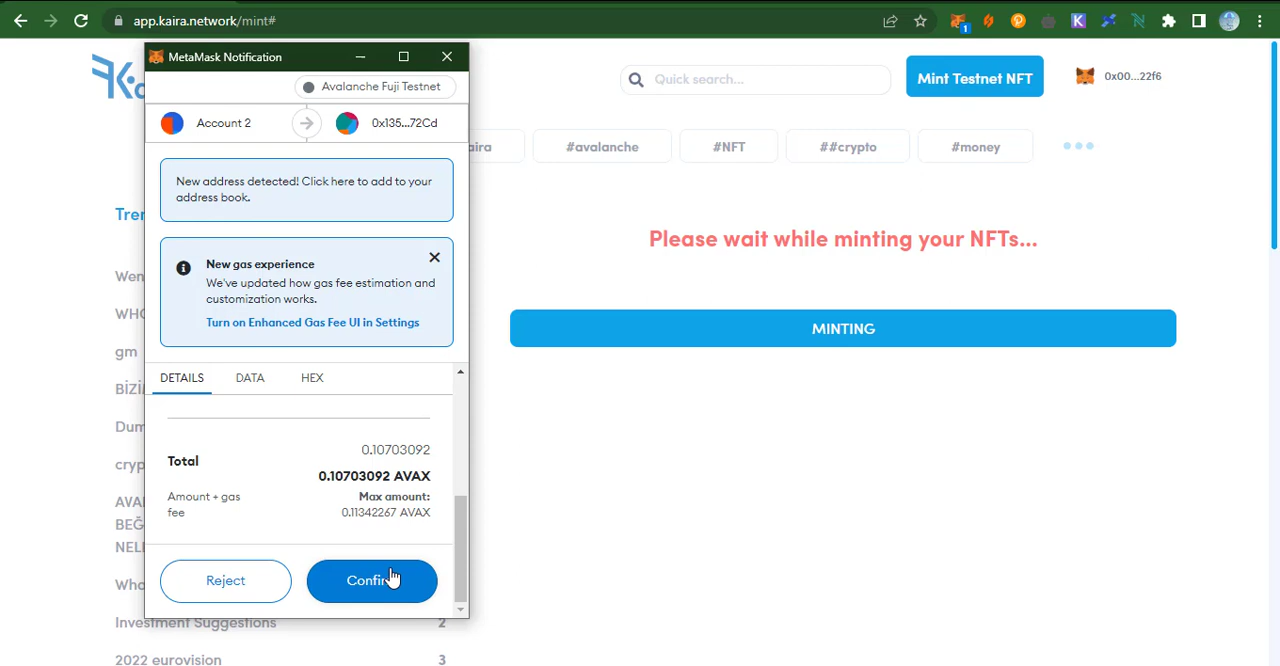 app.kaira.network/mint#
1
MetaMask Notification
Avalanche Fuji Testnet
Account 2
0x135...72Cd
New address detected! Click here to add to your
address book.
New gas experience
We've updated how gas fee estimation and
customization works.
Turn on Enhanced Gas Fee UI in Settings
DETAILS
DATA
HEX
0.10703092
Total
0.10703092 AVAX
Amount + gas
fee
Max amount:
0.11342267 AVAX
Reject
Quick search...
Mint Testnet NFT
0x00...22f6
#avalanche
#NFT
##crypto
#money
Please wait while minting your NFTs...
MINTING
gm
Investment Suggestions
2
2022 eurovision
3